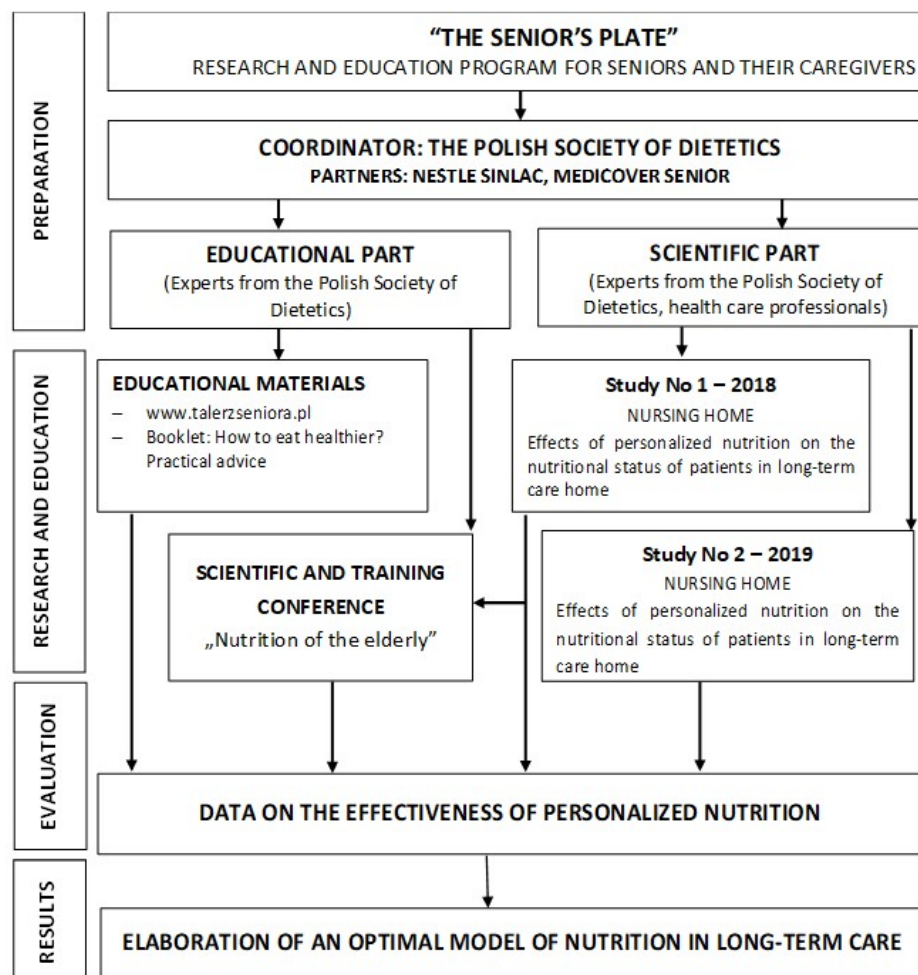 PREPARATION
“THE SENIOR’S PLATE”
RESEARCH AND EDUCATION PROGRAM FOR SENIORS AND THEIR CAREGIVERS
COORDINATOR: THE POLISH SOCIETY OF DIETETICS
PARTNERS: NESTLE SINLAC, MEDICOVER SENIOR
EDUCATIONAL PART
(Experts from the Polish Society of
Dietetics)
SCIENTIFIC PART
(Experts from the Polish Society of
Dietetics, health care professionals)
RESEARCH AND EDUCATION
EDUCATIONAL MATERIALS
– www.talerzseniora.pl
– Booklet: How to eat healthier?
Practical advice
Study No 1 – 2018
NURSING HOME
Effects of personalized nutrition on the
nutritional status of patients in long-term
care home
SCIENTIFIC AND TRAINING
CONFERENCE
„Nutrition of the elderly”
Study No 2 – 2019
NURSING HOME
Effects of personalized nutrition on the
nutritional status of patients in long-term
care home
EVALUATION
DATA ON THE EFFECTIVENESS OF PERSONALIZED NUTRITION
RESULTS
ELABORATION OF AN OPTIMAL MODEL OF NUTRITION IN LONG-TERM CARE